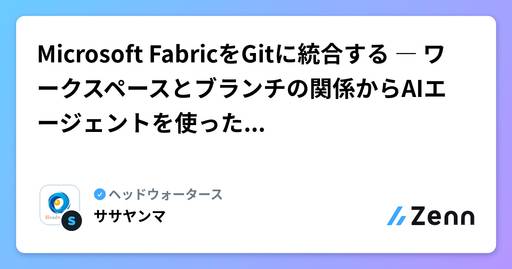 Microsoft FabricをGitに統合する ― ワ
ークスペースとブランチの関係からAIエ
ージェントを使った...
ヘッドウォータース
ササヤンマ
Zenn